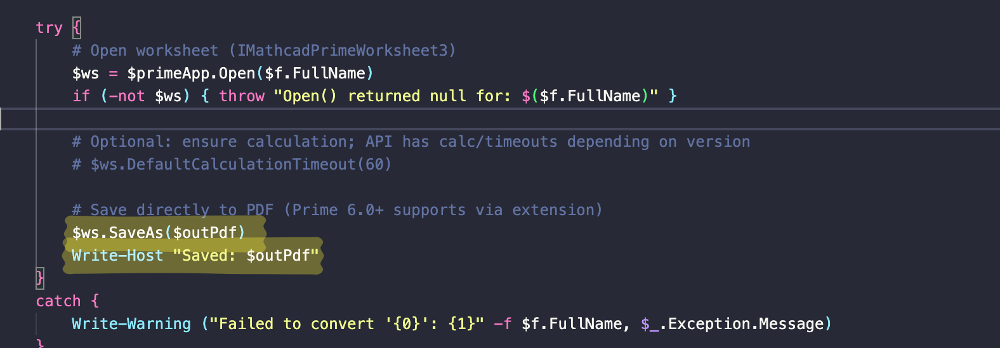 try {
# Open worksheet (IMathcadPrimeWorksheet3)
$ws = $primeApp.Open($f.FullName)
if (-not $ws) { throw "Open() returned null for: $($f.FullName)" }
# Optional: ensure calculation; API has calc/timeouts depending on version
# $ws.DefaultCalculationTimeout(60)
# Save directly to PDF (Prime 6.0+ supports via extension)
$ws.SaveAs($outPdf)
Write-Host "Saved: $outPdf"
}
catch {
Write-Warning ("Failed to convert '{0}': {1}" -f $f.FullName, $_.Exception.Message)
}